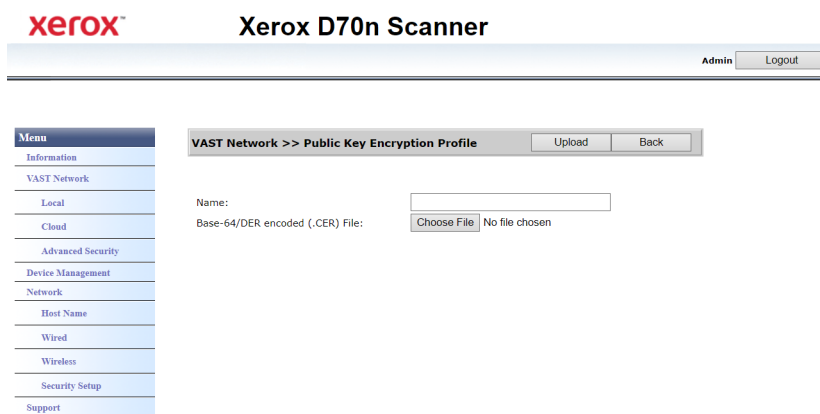 xerox™ Xerox D70n Scanner
Admin Logout
Menu
VAST Network >> Public Key Encryption Profile Upload Back
Information
VAST Network
Name:
Local
Base-64/DER encoded (.CER) File: Choose File No file chosen
Cloud
Advanced Security
Device Management
Network
Host Name
Wired
Wireless
Security Setup
Support